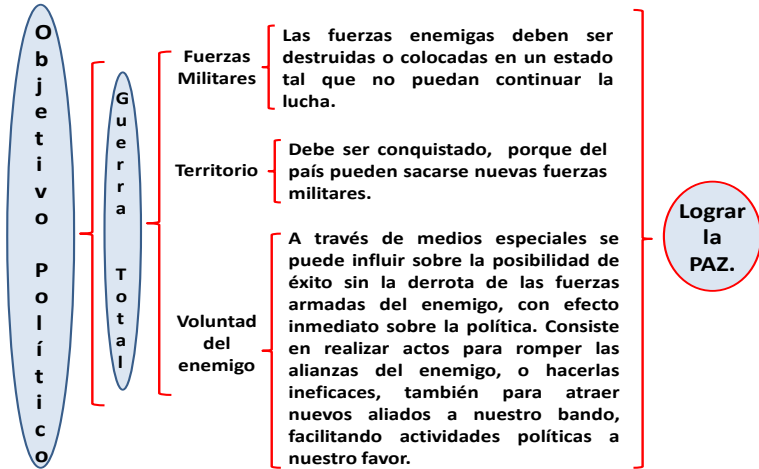 Objetivo Político
Guerra Total
Fuerzas
Militares
Las fuerzas enemigas deben ser
destruidas o colocadas en un estado
tal que no puedan continuar la
lucha.
Territorio
Debe ser conquistado, porque del
país pueden sacarse nuevas fuerzas
militares.
Voluntad
del
enemigo
A través de medios especiales se
puede influir sobre la posibilidad de
éxito sin la derrota de las fuerzas
armadas del enemigo, con efecto
inmediato sobre la política. Consiste
en realizar actos para romper las
alianzas del enemigo, o hacerlas
ineficaces, también para atraer
nuevos aliados a nuestro bando,
facilitando actividades políticas a
nuestro favor.
Lograr
la
PAZ.